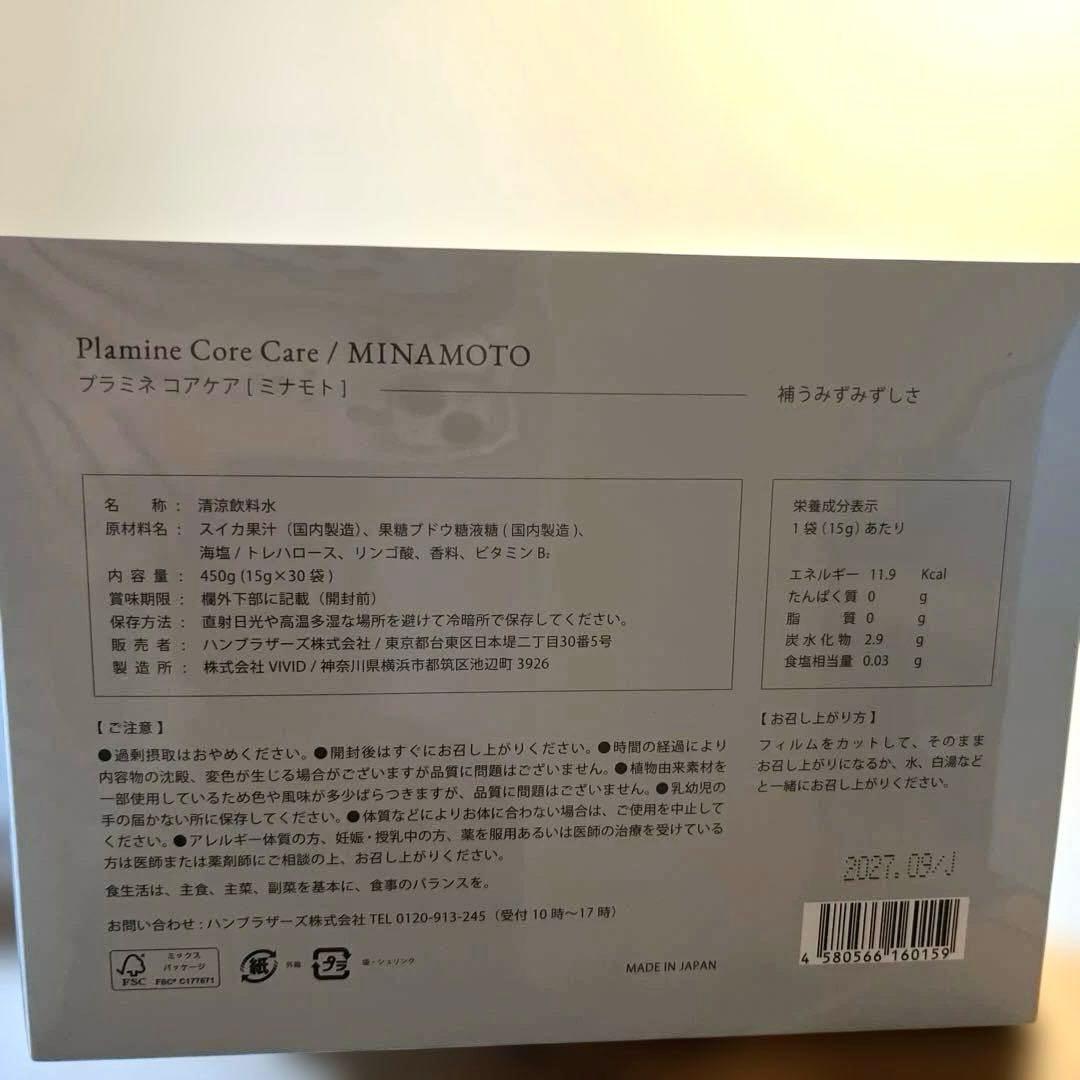 Plamine Core Care / MINAMOTO
プラミネ コアケア [ ミナモト ]
補うみずみずしさ
名　称 : 清涼飲料水
原材料名 : スイカ果汁（国内製造）、果糖ブドウ糖液糖 ( 国内製造 )、
海塩 / トレハロース、リンゴ酸、香料、ビタミン B₂
内 容 量 : 450g (15g×30 袋 )
賞味期限 : 欄外下部に記載（開封前）
保存方法 : 直射日光や高温多湿な場所を避けて冷暗所で保存してください。
販 売 者 : ハンブラザーズ株式会社 / 東京都台東区日本堤二丁目30番5号
製 造 所 : 株式会社 VIVID / 神奈川県横浜市都筑区池辺町 3926
栄養成分表示
1 袋（15g）あたり
エネルギー 11.9 Kcal
たんぱく質 0 g
脂　質 0 g
炭水化物 2.9 g
食塩相当量 0.03 g
【 ご注意 】
●過剰摂取はおやめください。●開封後はすぐにお召し上がりください。●時間の経過により
内容物の沈殿、変色が生じる場合がございますが品質に問題はございません。●植物由来素材を
一部使用しているため色や風味が多少ばらつきますが、品質に問題はございません。●乳幼児の
手の届かない所に保存してください。●体質などによりお体に合わない場合は、ご使用を中止して
ください。●アレルギー体質の方、妊娠・授乳中の方、薬を服用あるいは医師の治療を受けている
方は医師または薬剤師にご相談の上、お召し上がりください。
食生活は、主食、主菜、副菜を基本に、食事のバランスを。
お問い合わせ : ハンブラザーズ株式会社 TEL 0120-913-245（受付 10 時〜17 時）
【 お召し上がり方 】
フィルムをカットして、そのまま
お召し上がりになるか、水、白湯など
と一緒にお召し上がりください。
2027.09/J
4 580566 160159
FSC
ミックス
パッケージ
FSC® C177671
紙
外箱
プラ
袋・シュリンク
MADE IN JAPAN